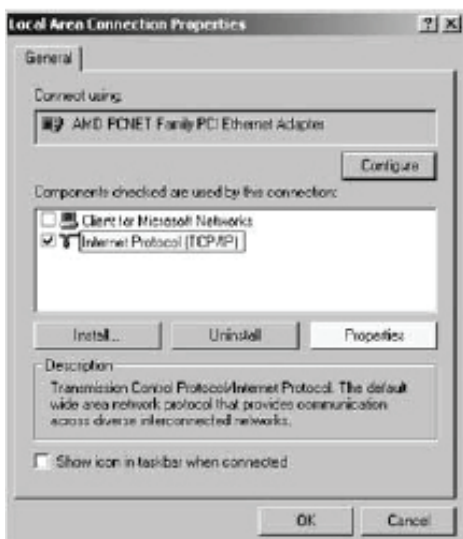 Local Area Connection Properties
General
Connect using:
AMD PCNET Family PCI Ethernet Adapter
Configure
Components checked are used by this connection:
Client for Microsoft Networks
Internet Protocol (TCP/IP)
Install...
Uninstall
Properties
Description
Transmission Control Protocol/Internet Protocol. The default
wide area network protocol that provides communication
across diverse interconnected networks.
Show icon in taskbar when connected
OK
Cancel